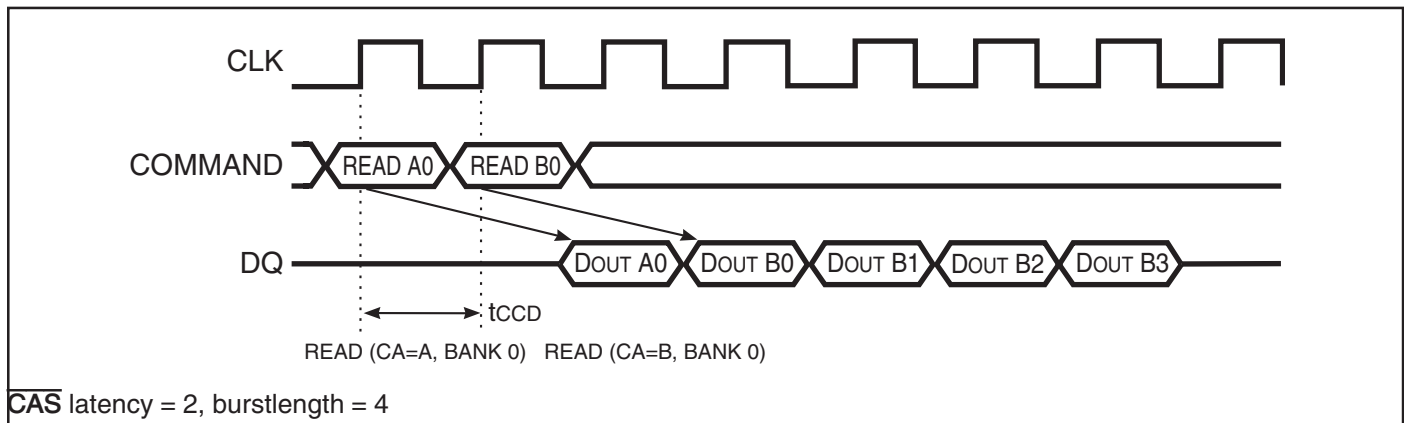 CLK
COMMAND READ A0 READ B0
DQ DOUT A0 DOUT B0 DOUT B1 DOUT B2 DOUT B3
tCCD
READ (CA=A, BANK 0) READ (CA=B, BANK 0)
CAS latency = 2, burstlength = 4